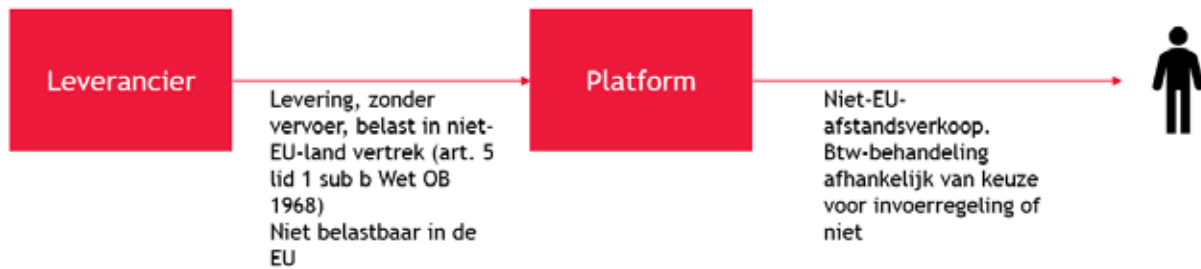 Leverancier
Levering, zonder
vervoer, belast in niet-
EU-land vertrek (art. 5
lid 1 sub b Wet OB
1968)
Niet belastbaar in de
EU
Platform
Niet-EU-
afstandsverkoop.
Btw-behandeling
afhankelijk van keuze
voor invoerregeling of
niet